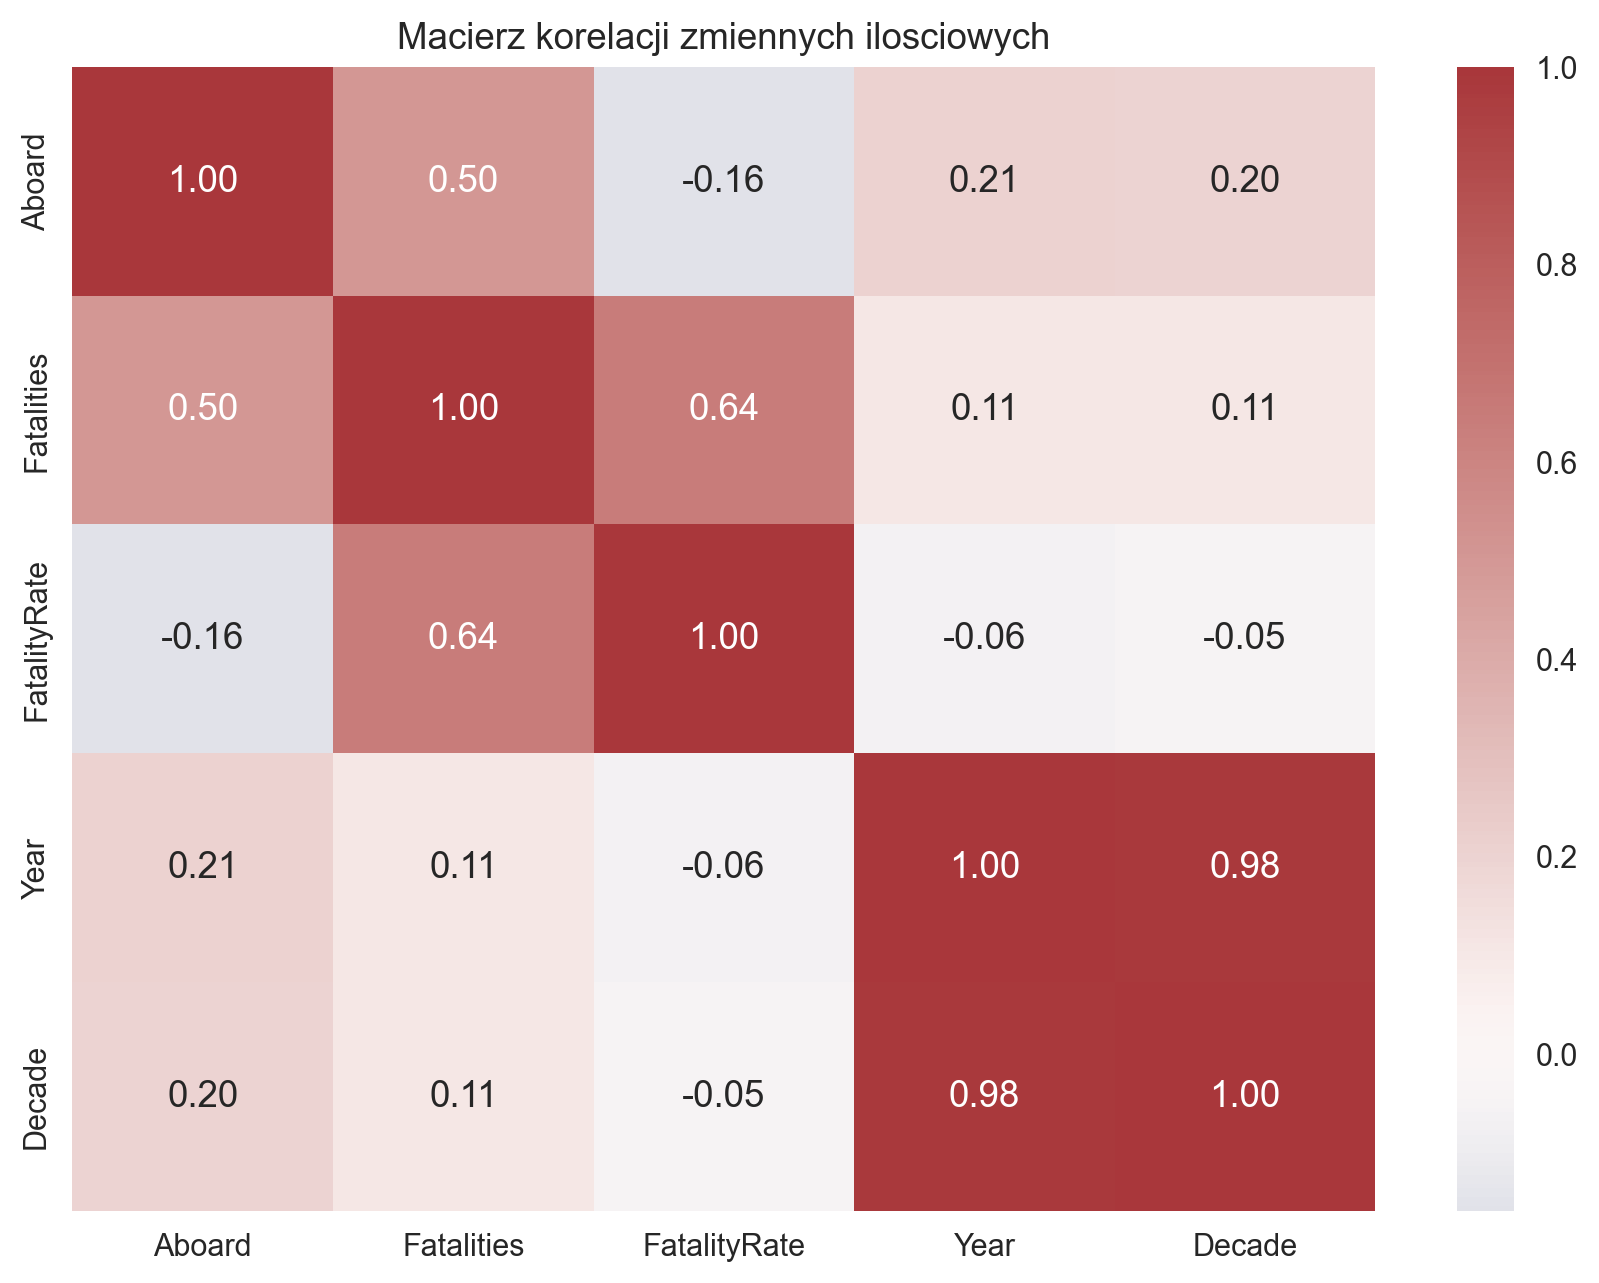 Macierz korelacji zmiennych ilosciowych
Aboard 1.00 0.50 -0.16 0.21 0.20
Fatalities 0.50 1.00 0.64 0.11 0.11
FatalityRate -0.16 0.64 1.00 -0.06 -0.05
Year 0.21 0.11 -0.06 1.00 0.98
Decade 0.20 0.11 -0.05 0.98 1.00
Aboard Fatalities FatalityRate Year Decade
1.0
0.8
0.6
0.4
0.2
0.0